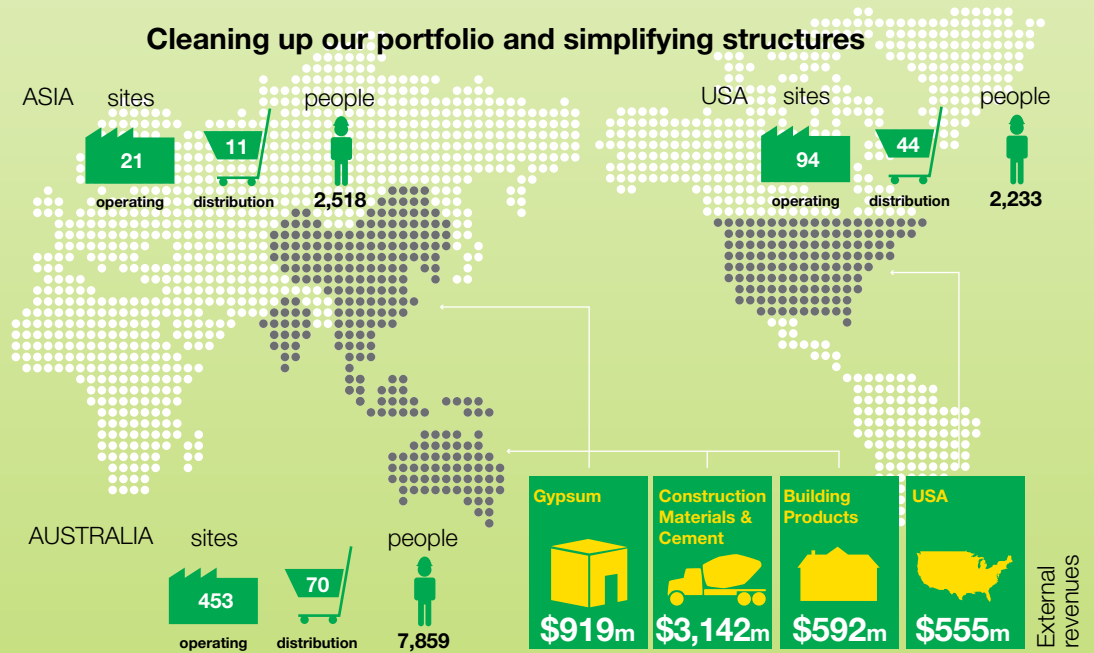 Cleaning up our portfolio and simplifying structures
ASIA
sites
people
21
11
operating
distribution
2,518
USA
sites
people
94
44
operating
distribution
2,233
AUSTRALIA
sites
people
453
70
operating
distribution
7,859
Gypsum
$919m
Construction
Materials &
Cement
$3,142m
Building
Products
$592m
USA
$555m
External
revenues